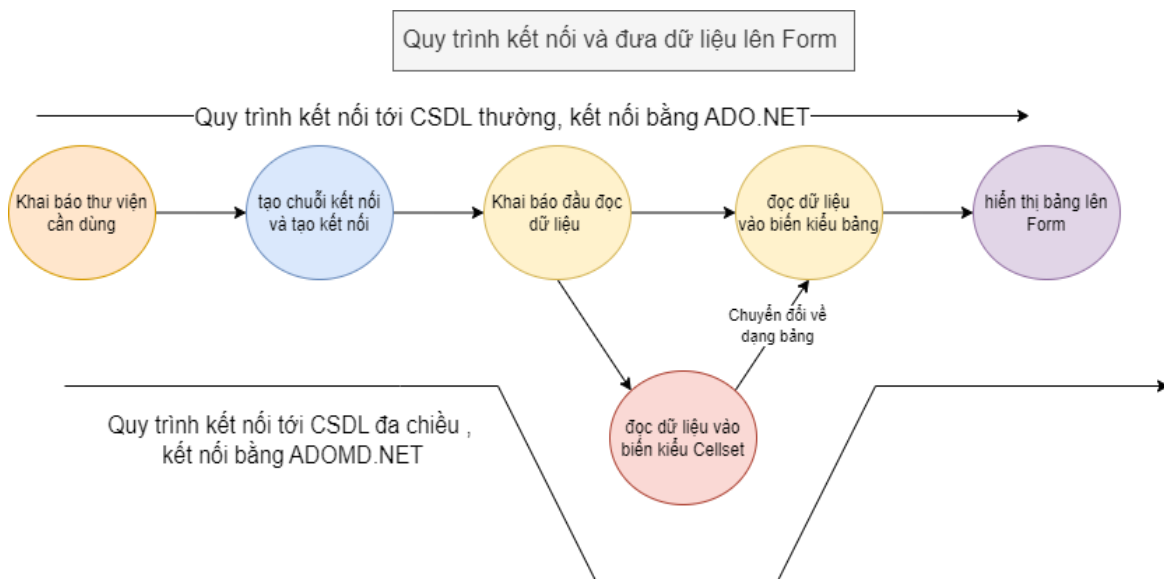 Quy trình kết nối và đưa dữ liệu lên Form
Quy trình kết nối tới CSDL thường, kết nối bằng ADO.NET
Khai báo thư viện
cần dùng
tạo chuỗi kết nối
và tạo kết nối
Khai báo đầu đọc
dữ liệu
đọc dữ liệu
vào biến kiểu bảng
hiển thị bảng lên
Form
Chuyển đổi về
dạng bảng
Quy trình kết nối tới CSDL đa chiều ,
kết nối bằng ADOMD.NET
đọc dữ liệu vào
biến kiểu Cellset